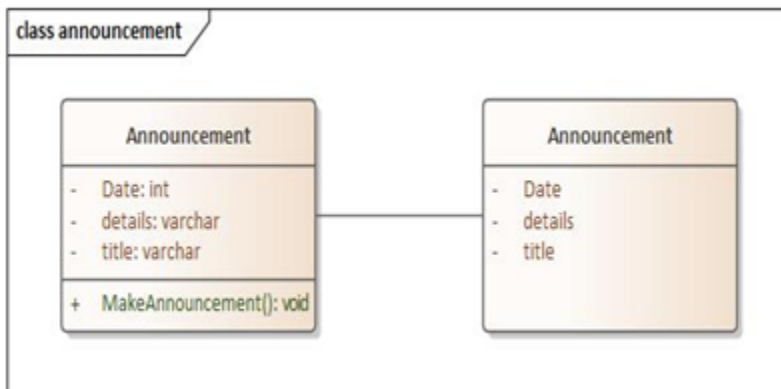 class announcement
Announcement
- Date: int
- details: varchar
- title: varchar
+ MakeAnnouncement(): void
Announcement
- Date
- details
- title